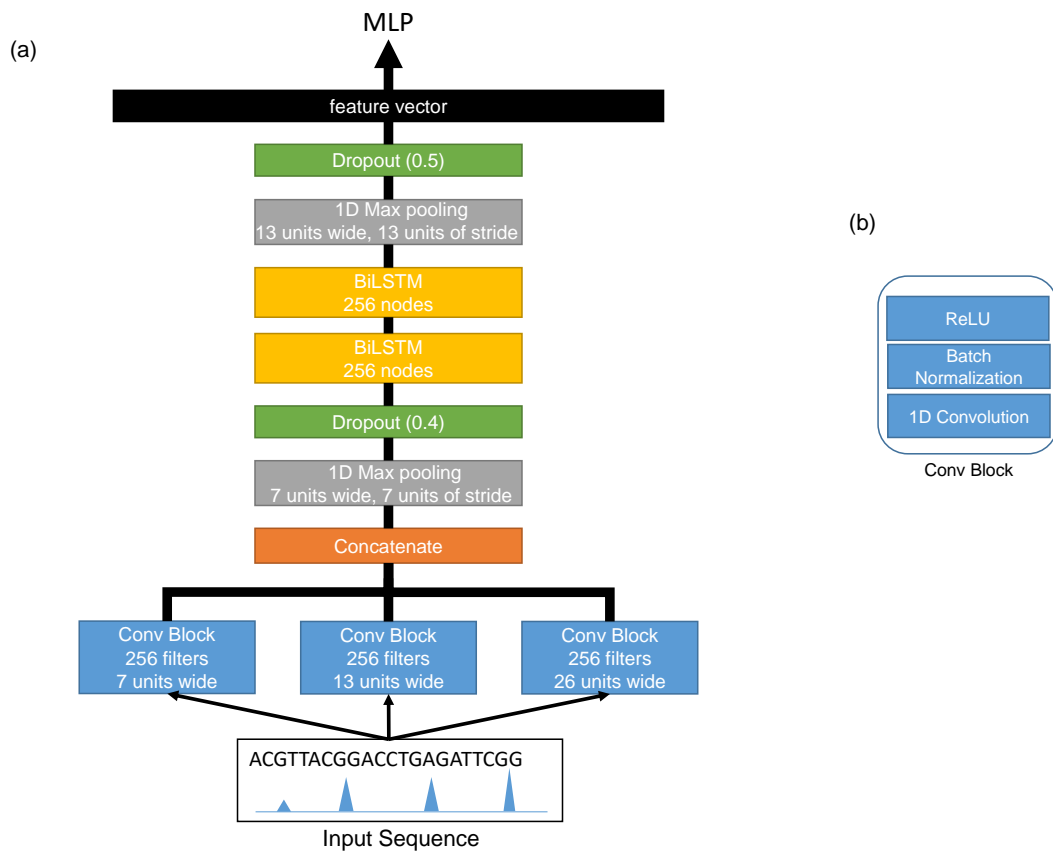 MLP
(a)
feature vector
Dropout (0.5)
1D Max pooling
13 units wide, 13 units of stride
BiLSTM
256 nodes
BiLSTM
256 nodes
Dropout (0.4)
1D Max pooling
7 units wide, 7 units of stride
Concatenate
Conv Block
256 filters
7 units wide
Conv Block
256 filters
13 units wide
Conv Block
256 filters
26 units wide
ACGTTACGGACCTGAGATTCGG
Input Sequence
(b)
ReLU
Batch
Normalization
1D Convolution
Conv Block